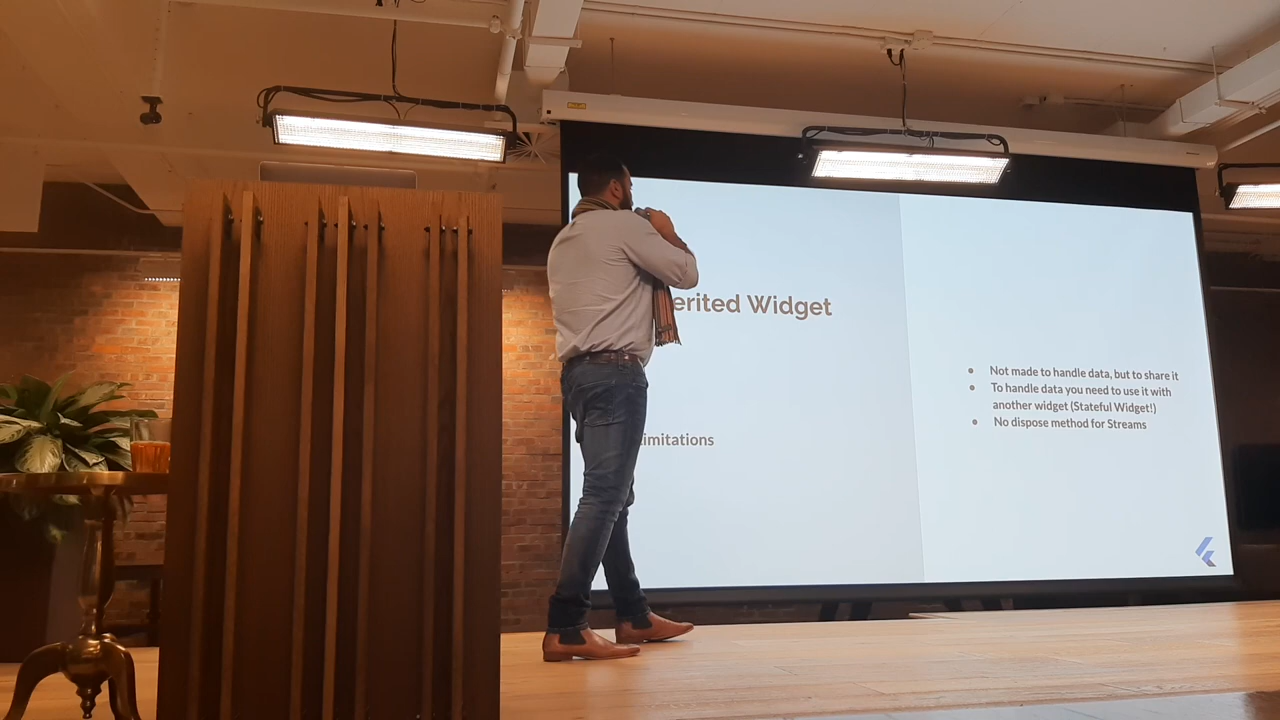 erited Widget
imitations
• Not made to handle data, but to share it
• To handle data you need to use it with
another widget (Stateful Widget!)
• No dispose method for Streams